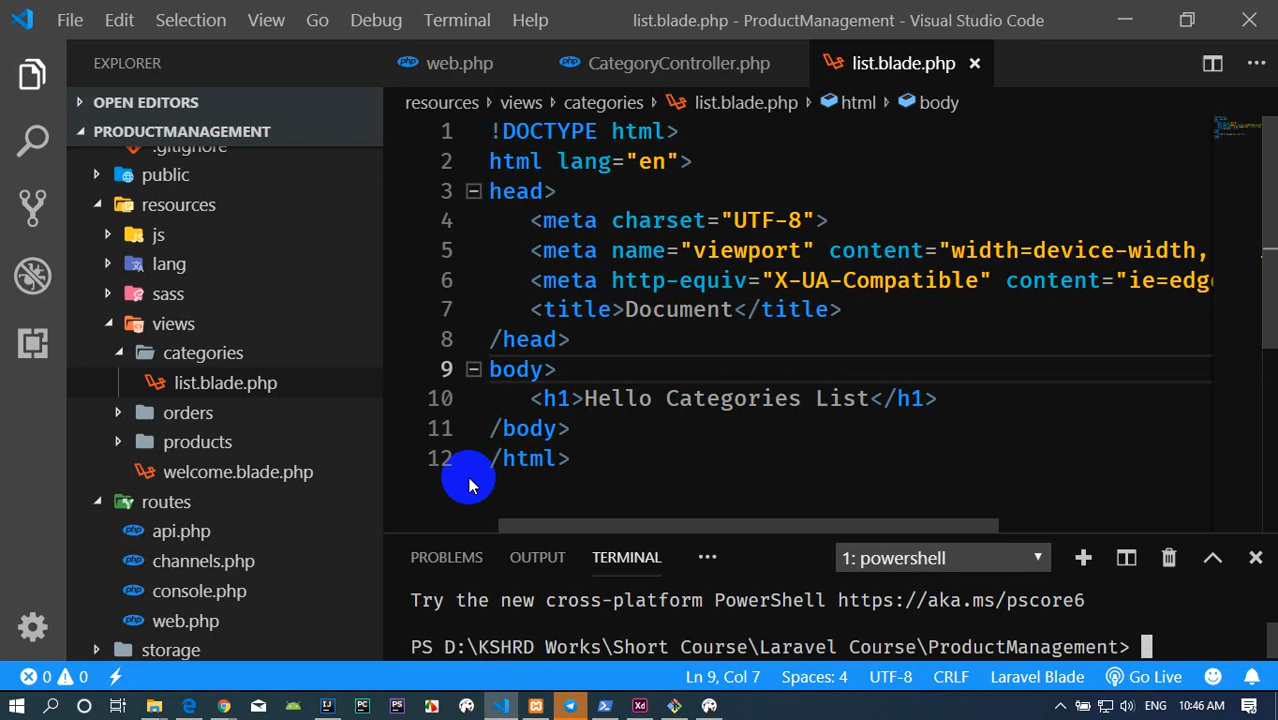 File Edit Selection View Go Debug Terminal Help list.blade.php - ProductManagement - Visual Studio Code
EXPLORER
OPEN EDITORS
PRODUCTMANAGEMENT
.gitignore
public
resources
js
lang
sass
views
categories
list.blade.php
orders
products
welcome.blade.php
routes
api.php
channels.php
console.php
web.php
storage
web.php CategoryController.php list.blade.php
resources > views > categories > list.blade.php > html > body
1 !DOCTYPE html>
2 html lang="en">
3 head>
4 <meta charset="UTF-8">
5 <meta name="viewport" content="width=device-width,
6 <meta http-equiv="X-UA-Compatible" content="ie=edge
7 <title>Document</title>
8 /head>
9 body>
10 <h1>Hello Categories List</h1>
11 /body>
12 /html>
PROBLEMS OUTPUT TERMINAL ••• 1: powershell
Try the new cross-platform PowerShell https://aka.ms/pscore6
PS D:\KSHRD Works\Short Course\Laravel Course\ProductManagement>
0 0 Ln 9, Col 7 Spaces: 4 UTF-8 CRLF Laravel Blade Go Live
IJ PC PS Xd ENG 10:46 AM